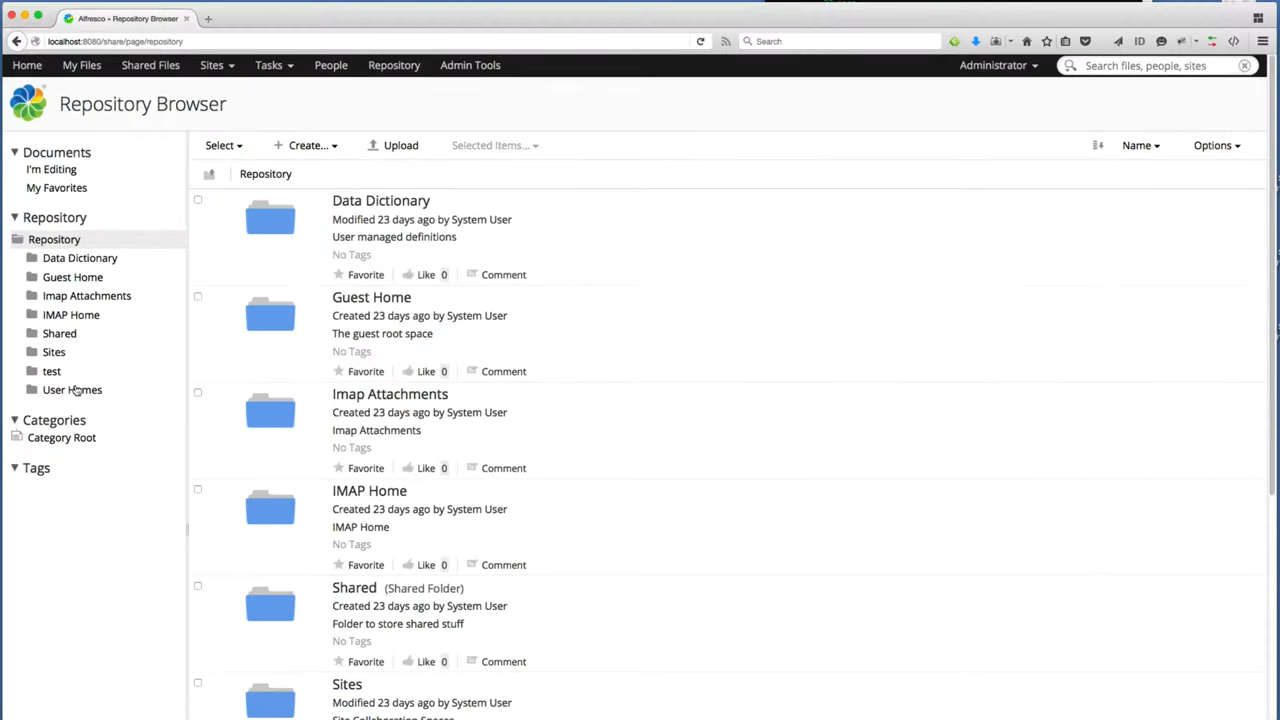 Alfresco » Repository Browser
localhost:8080/share/page/repository
Search
ID
Home My Files Shared Files Sites Tasks People Repository Admin Tools Administrator Search files, people, sites
Repository Browser
Documents
I'm Editing
My Favorites
Repository
Repository
Data Dictionary
Guest Home
Imap Attachments
IMAP Home
Shared
Sites
test
User Homes
Categories
Category Root
Tags
Select Create... Upload Selected Items... Name Options
Repository
Data Dictionary
Modified 23 days ago by System User
User managed definitions
No Tags
Favorite Like 0 Comment
Guest Home
Created 23 days ago by System User
The guest root space
No Tags
Favorite Like 0 Comment
Imap Attachments
Created 23 days ago by System User
Imap Attachments
No Tags
Favorite Like 0 Comment
IMAP Home
Created 23 days ago by System User
IMAP Home
No Tags
Favorite Like 0 Comment
Shared (Shared Folder)
Created 23 days ago by System User
Folder to store shared stuff
No Tags
Favorite Like 0 Comment
Sites
Modified 23 days ago by System User
Site Collaboration Spaces